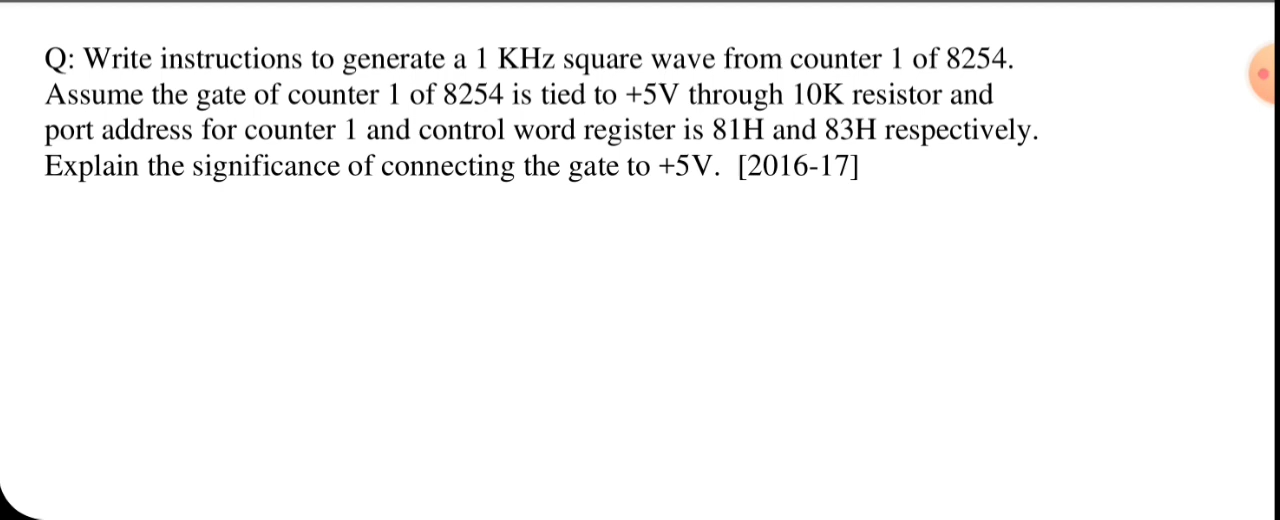 Q: Write instructions to generate a 1 KHz square wave from counter 1 of 8254.
Assume the gate of counter 1 of 8254 is tied to +5V through 10K resistor and
port address for counter 1 and control word register is 81H and 83H respectively.
Explain the significance of connecting the gate to +5V. [2016-17]